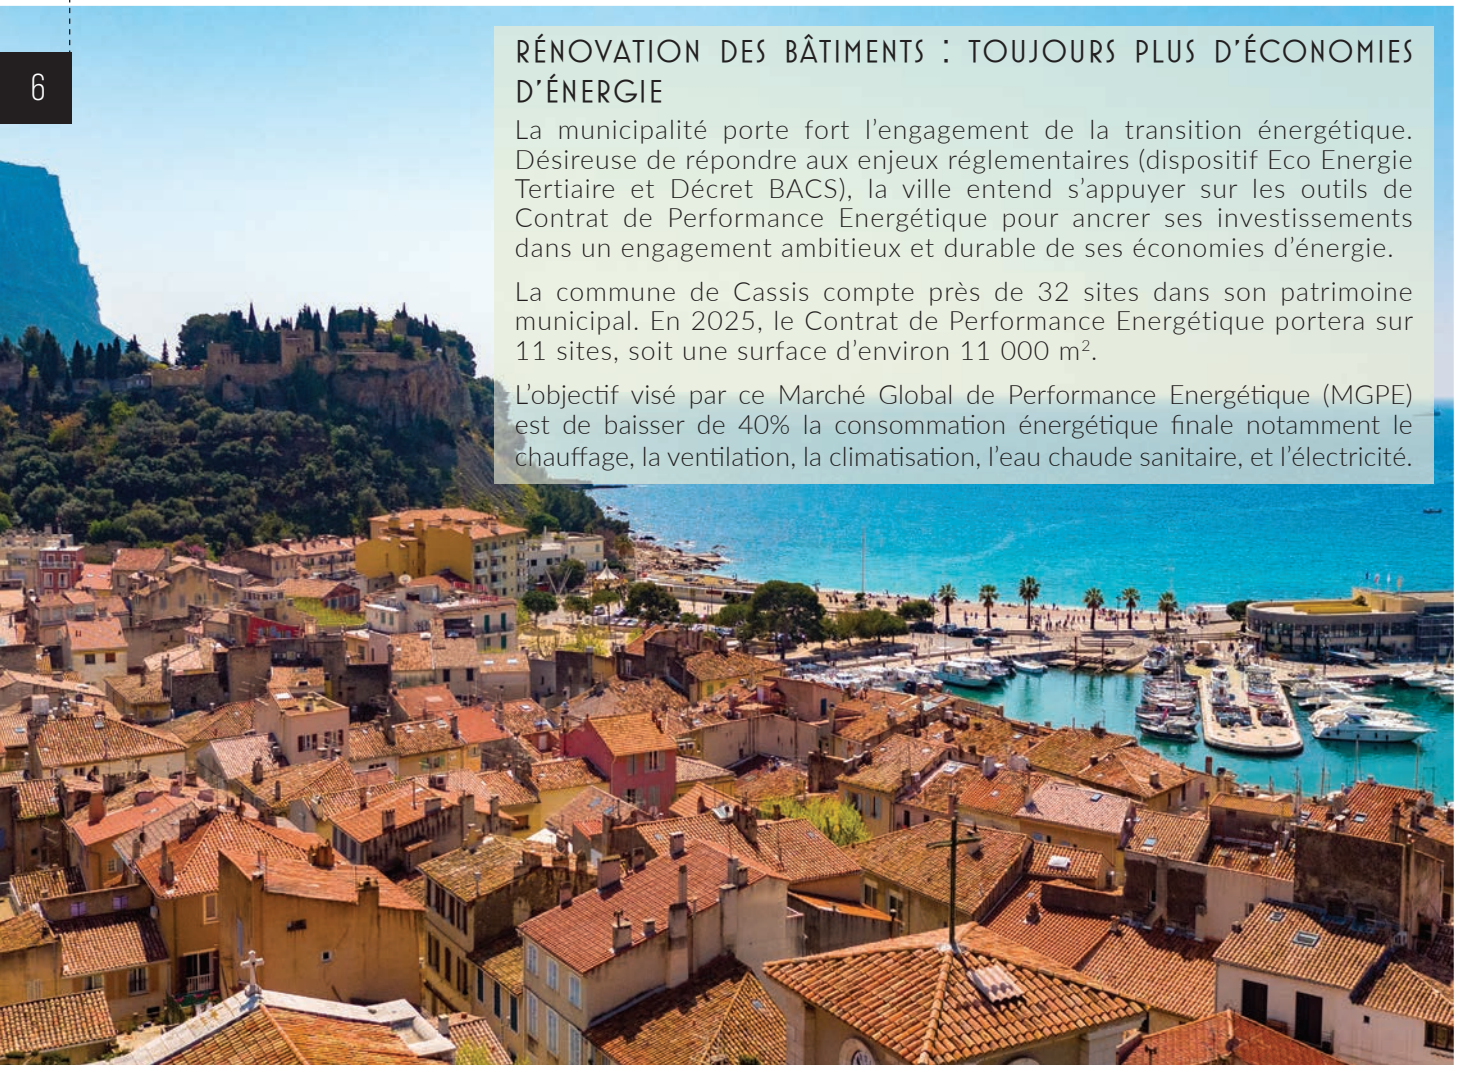 6
RÉNOVATION DES BÂTIMENTS : TOUJOURS PLUS D'ÉCONOMIES
D'ÉNERGIE
La municipalité porte fort l'engagement de la transition énergétique.
Désireuse de répondre aux enjeux réglementaires (dispositif Eco Energie
Tertiaire et Décret BACS), la ville entend s'appuyer sur les outils de
Contrat de Performance Energétique pour ancrer ses investissements
dans un engagement ambitieux et durable de ses économies d'énergie.
La commune de Cassis compte près de 32 sites dans son patrimoine
municipal. En 2025, le Contrat de Performance Energétique portera sur
11 sites, soit une surface d'environ 11 000 m².
L'objectif visé par ce Marché Global de Performance Energétique (MGPE)
est de baisser de 40% la consommation énergétique finale notamment le
chauffage, la ventilation, la climatisation, l'eau chaude sanitaire, et l'électricité.